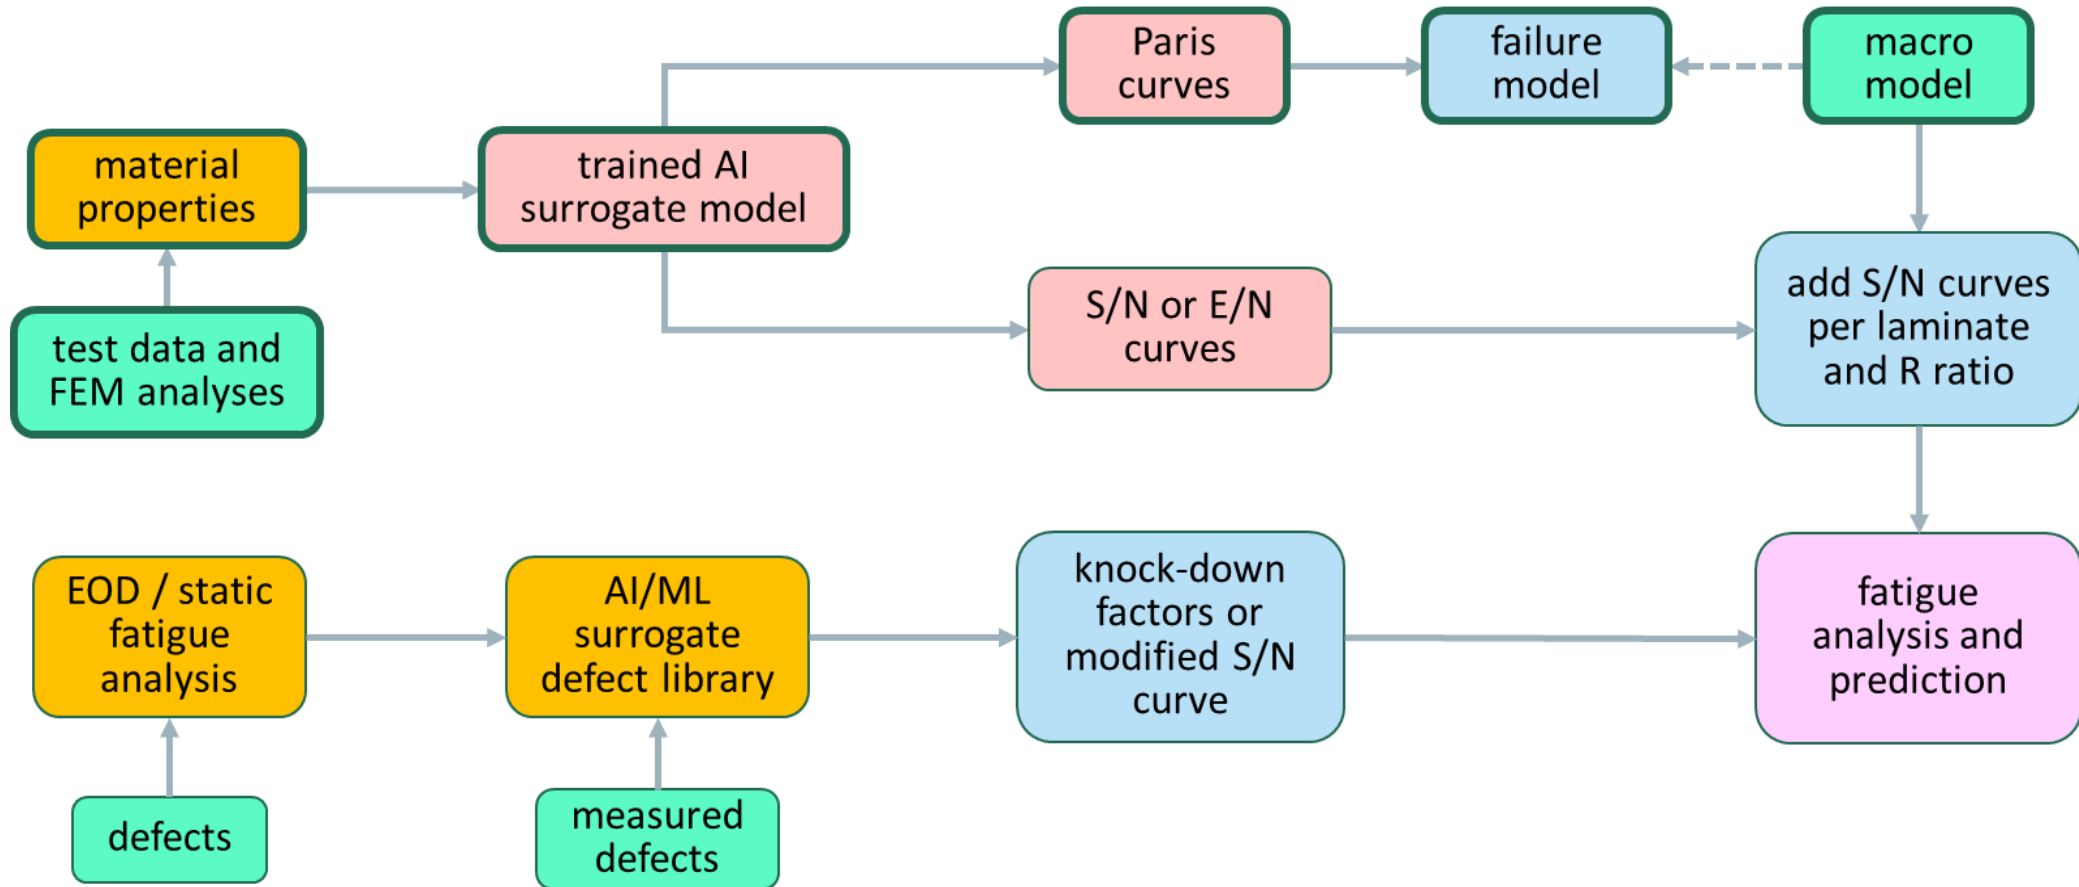 Paris
curves
failure
model
macro
model
material
properties
trained AI
surrogate model
test data and
FEM analyses
S/N or E/N
curves
add S/N curves
per laminate
and R ratio
EOD / static
fatigue
analysis
AI/ML
surrogate
defect library
knock-down
factors or
modified S/N
curve
fatigue
analysis and
prediction
defects
measured
defects